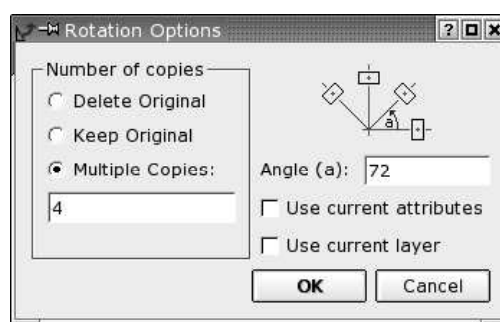 Rotation Options
Number of copies
Delete Original
Keep Original
Multiple Copies:
4
a
Angle (a): 72
Use current attributes
Use current layer
OK Cancel